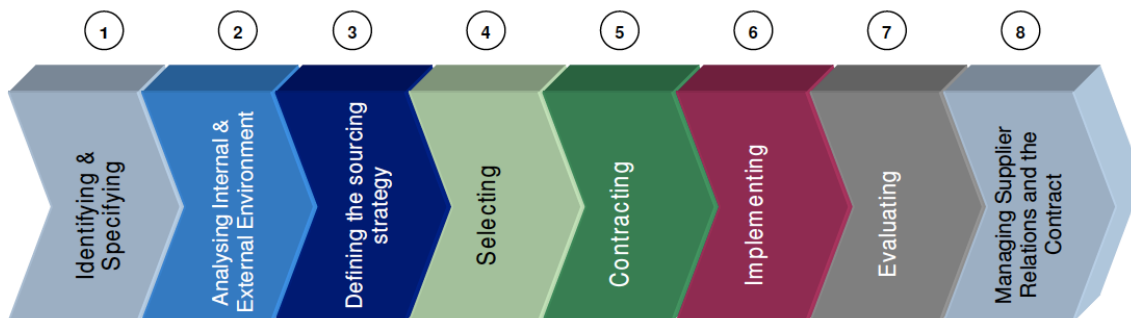 1
2
3
4
5
6
7
8
Identifying &
Specifying
Analysing Internal &
External Environment
Defining the sourcing
strategy
Selecting
Contracting
Implementing
Evaluating
Managing Supplier
Relations and the
Contract